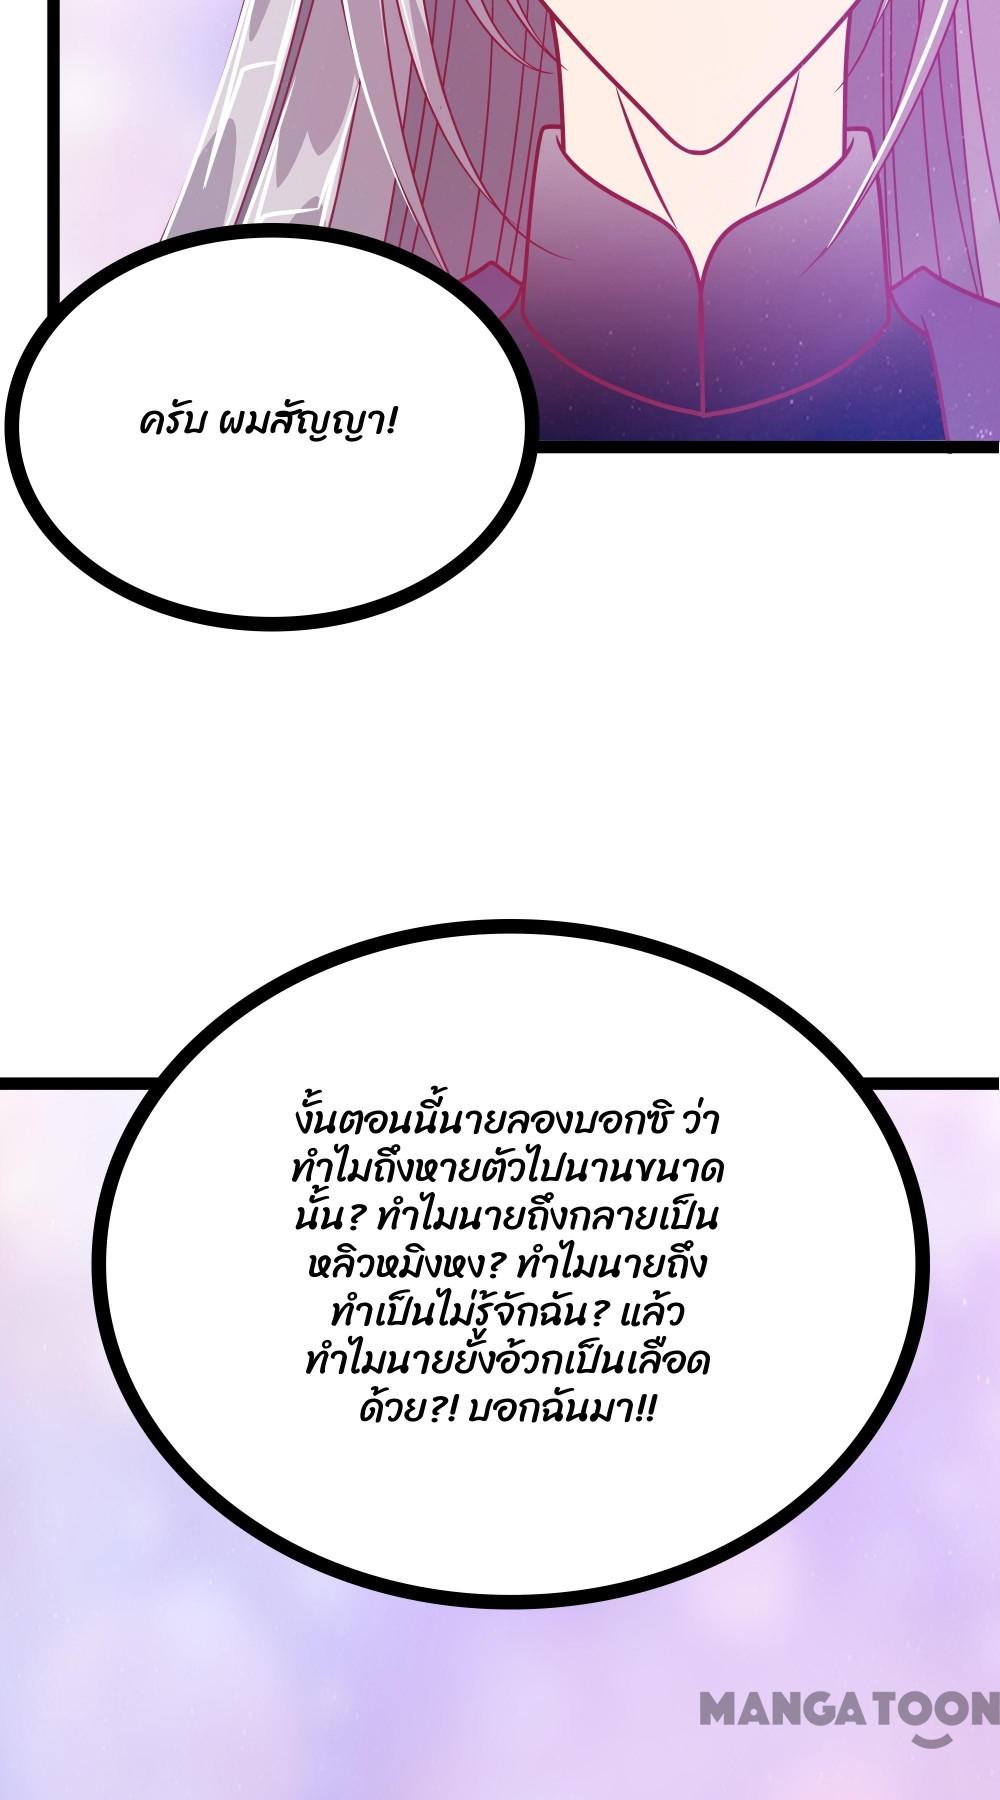 ครับ ผมสัญญา!
งั้นตอนนี้นายลองบอกซิ ว่า
ทำไมถึงหายตัวไปนานขนาด
นั้น? ทำไมนายถึงกลายเป็น
หลิวหมิงหง? ทำไมนายถึง
ทำเป็นไม่รู้จักฉัน? แล้ว
ทำไมนายยังอ้วกเป็นเลือด
ด้วย?! บอกฉันมา!!
MANGATOON